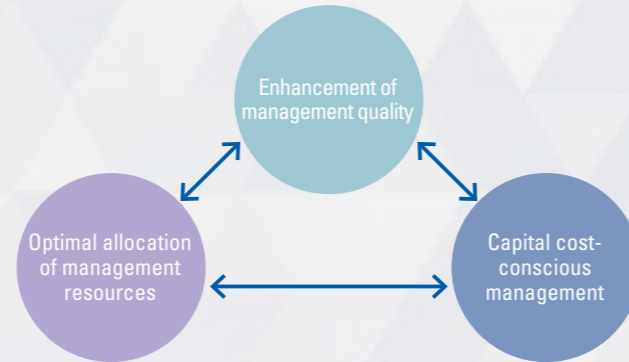 Enhancement of
management quality
Optimal allocation
of management
resources
Capital cost-
conscious
management